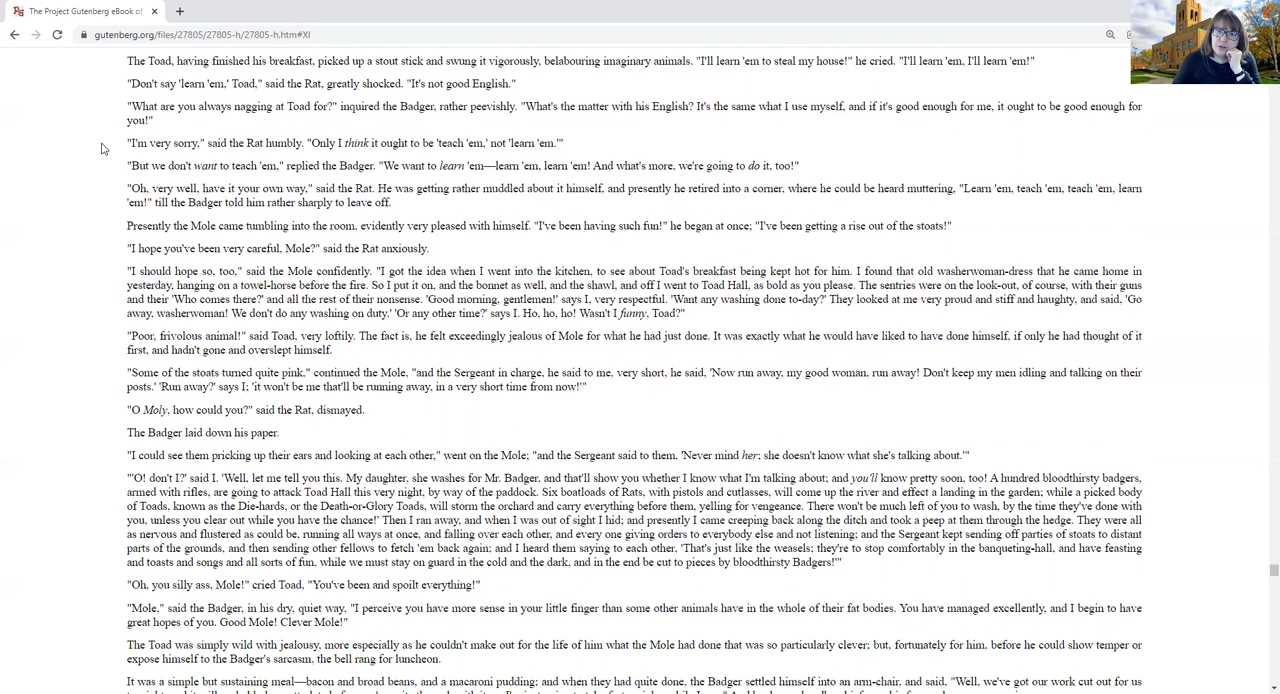 The Project Gutenberg eBook of
gutenberg.org/files/27805/27805-h/27805-h.htm#XI
The Toad, having finished his breakfast, picked up a stout stick and swung it vigorously, belabouring imaginary animals. "I'll learn 'em to steal my house!" he cried. "I'll learn 'em, I'll learn 'em!"
"Don't say 'learn 'em,' Toad," said the Rat, greatly shocked. "It's not good English."
"What are you always nagging at Toad for?" inquired the Badger, rather peevishly. "What's the matter with his English? It's the same what I use myself, and if it's good enough for me, it ought to be good enough for
you!"
"I'm very sorry," said the Rat humbly. "Only I think it ought to be 'teach 'em,' not 'learn 'em.'"
"But we don't want to teach 'em," replied the Badger. "We want to learn 'em—learn 'em, learn 'em! And what's more, we're going to do it, too!"
"Oh, very well, have it your own way," said the Rat. He was getting rather muddled about it himself, and presently he retired into a corner, where he could be heard muttering, "Learn 'em, teach 'em, teach 'em, learn
'em!" till the Badger told him rather sharply to leave off.
Presently the Mole came tumbling into the room, evidently very pleased with himself. "I've been having such fun!" he began at once; "I've been getting a rise out of the stoats!"
"I hope you've been very careful, Mole?" said the Rat anxiously.
"I should hope so, too," said the Mole confidently. "I got the idea when I went into the kitchen, to see about Toad's breakfast being kept hot for him. I found that old washerwoman-dress that he came home in
yesterday, hanging on a towel-horse before the fire. So I put it on, and the bonnet as well, and the shawl, and off I went to Toad Hall, as bold as you please. The sentries were on the look-out, of course, with their guns
and their 'Who comes there?' and all the rest of their nonsense. 'Good morning, gentlemen!' says I, very respectful. 'Want any washing done to-day?' They looked at me very proud and stiff and haughty, and said, 'Go
away, washerwoman! We don't do any washing on duty.' 'Or any other time?' says I. Ho, ho, ho! Wasn't I funny, Toad?"
"Poor, frivolous animal!" said Toad, very loftily. The fact is, he felt exceedingly jealous of Mole for what he had just done. It was exactly what he would have liked to have done himself, if only he had thought of it
first, and hadn't gone and overslept himself.
"Some of the stoats turned quite pink," continued the Mole, "and the Sergeant in charge, he said to me, very short, he said, 'Now run away, my good woman, run away! Don't keep my men idling and talking on their
posts.' 'Run away?' says I; 'it won't be me that'll be running away, in a very short time from now!'"
"O Moly, how could you?" said the Rat, dismayed.
The Badger laid down his paper.
"I could see them pricking up their ears and looking at each other," went on the Mole; "and the Sergeant said to them, 'Never mind her; she doesn't know what she's talking about.'"
"'O! don't I?' said I. 'Well, let me tell you this. My daughter, she washes for Mr. Badger, and that'll show you whether I know what I'm talking about; and you'll know pretty soon, too! A hundred bloodthirsty badgers,
armed with rifles, are going to attack Toad Hall this very night, by way of the paddock. Six boatloads of Rats, with pistols and cutlasses, will come up the river and effect a landing in the garden; while a picked body
of Toads, known as the Die-hards, or the Death-or-Glory Toads, will storm the orchard and carry everything before them, yelling for vengeance. There won't be much left of you to wash, by the time they've done with
you, unless you clear out while you have the chance!' Then I ran away, and when I was out of sight I hid; and presently I came creeping back along the ditch and took a peep at them through the hedge. They were all
as nervous and flustered as could be, running all ways at once, and falling over each other, and every one giving orders to everybody else and not listening; and the Sergeant kept sending off parties of stoats to distant
parts of the grounds, and then sending other fellows to fetch 'em back again; and I heard them saying to each other, 'That's just like the weasels; they're to stop comfortably in the banqueting-hall, and have feasting
and toasts and songs and all sorts of fun, while we must stay on guard in the cold and the dark, and in the end be cut to pieces by bloodthirsty Badgers!'"
"Oh, you silly ass, Mole!" cried Toad, "You've been and spoilt everything!"
"Mole," said the Badger, in his dry, quiet way, "I perceive you have more sense in your little finger than some other animals have in the whole of their fat bodies. You have managed excellently, and I begin to have
great hopes of you. Good Mole! Clever Mole!"
The Toad was simply wild with jealousy, more especially as he couldn't make out for the life of him what the Mole had done that was so particularly clever; but, fortunately for him, before he could show temper or
expose himself to the Badger's sarcasm, the bell rang for luncheon.
It was a simple but sustaining meal—bacon and broad beans, and a macaroni pudding; and when they had quite done, the Badger settled himself into an arm-chair, and said, "Well, we've got our work cut out for us